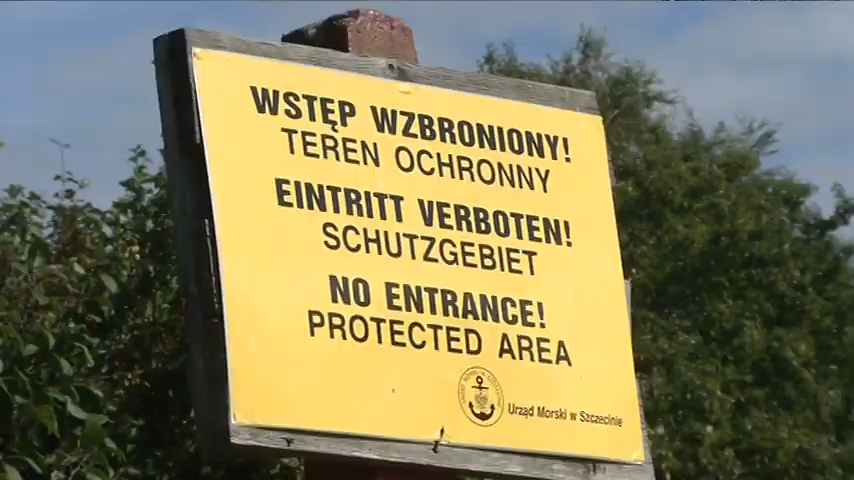 WSTĘP WZBRONIONY!
TEREN OCHRONNY
EINTRITT VERBOTEN!
SCHUTZGEBIET
NO ENTRANCE!
PROTECTED AREA
Urząd Morski w Szczecinie